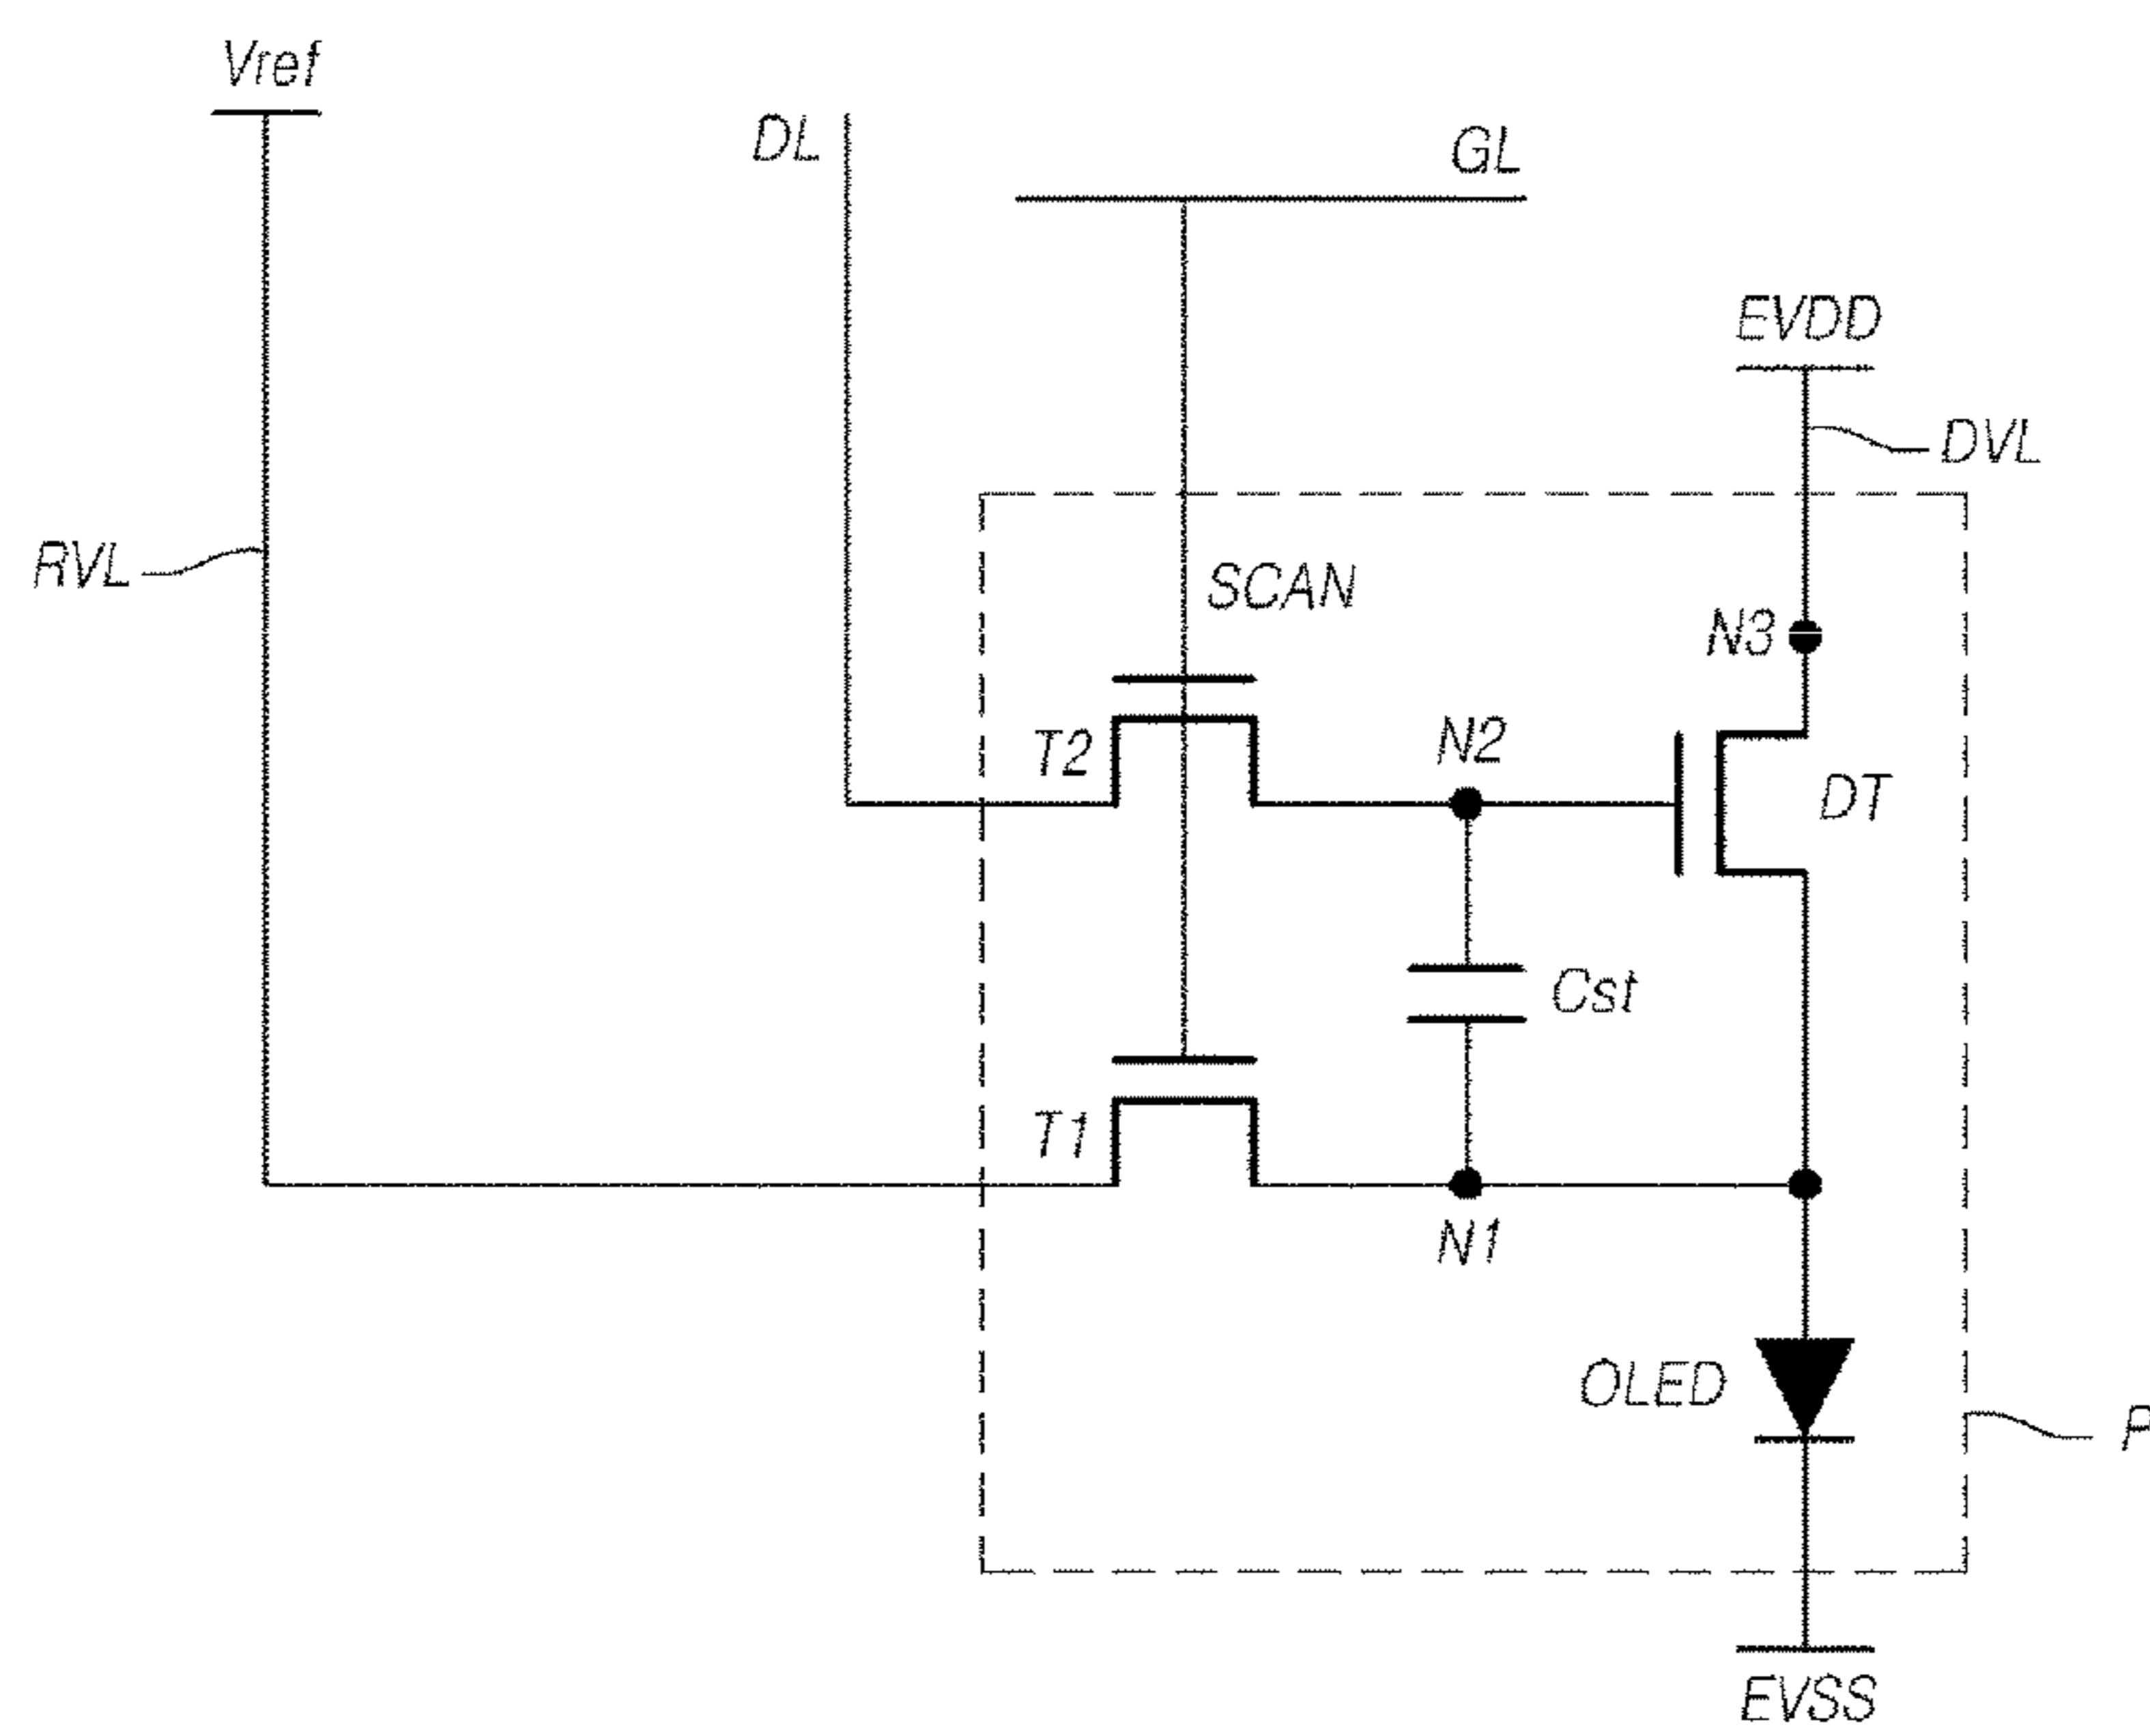 Vref
DL
GL
EVDD
DVL
RVL
SCAN
N3
T2
N2
DT
Cst
T1
N1
OLED
P
EVSS